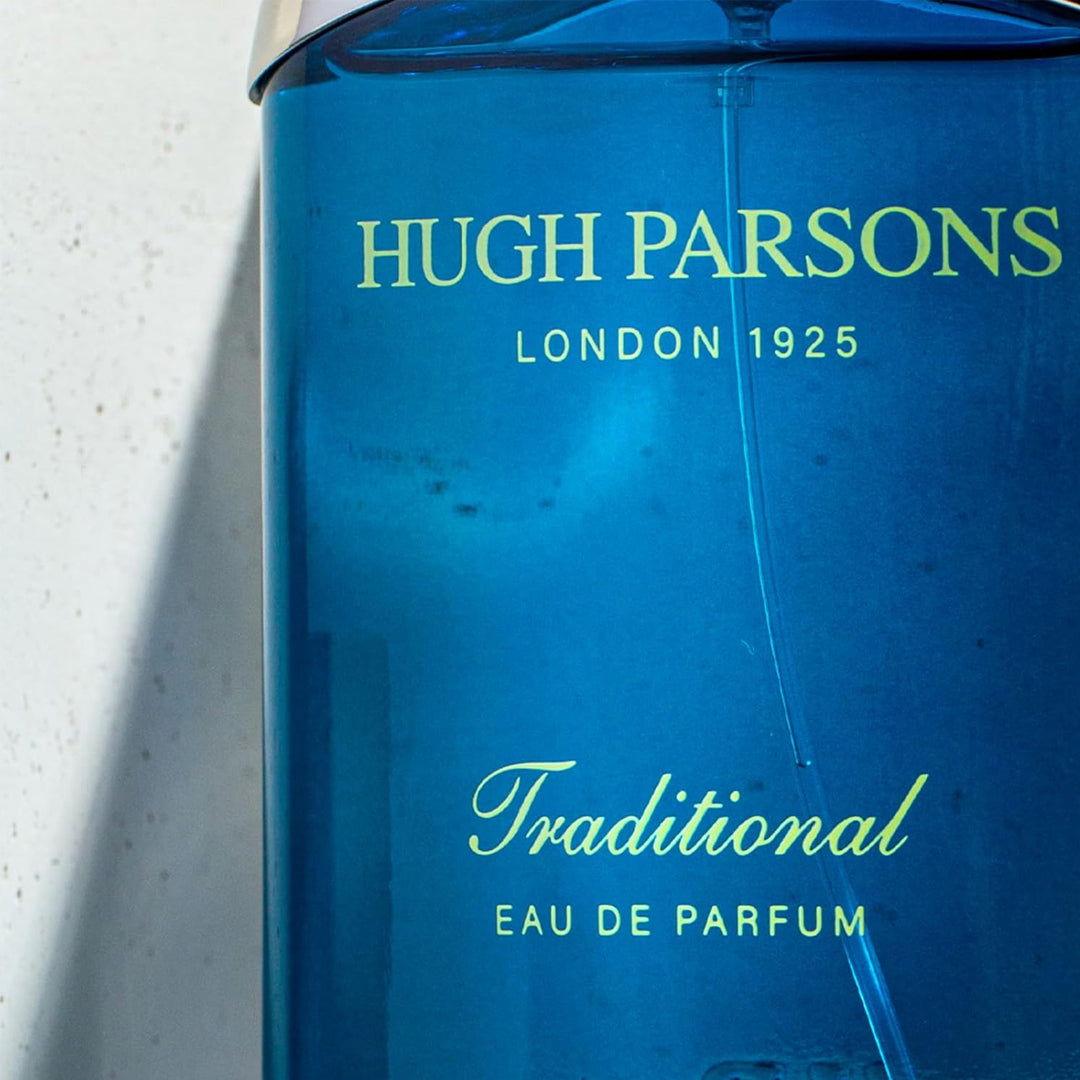 HUGH PARSONS
LONDON 1925
Traditional
EAU DE PARFUM